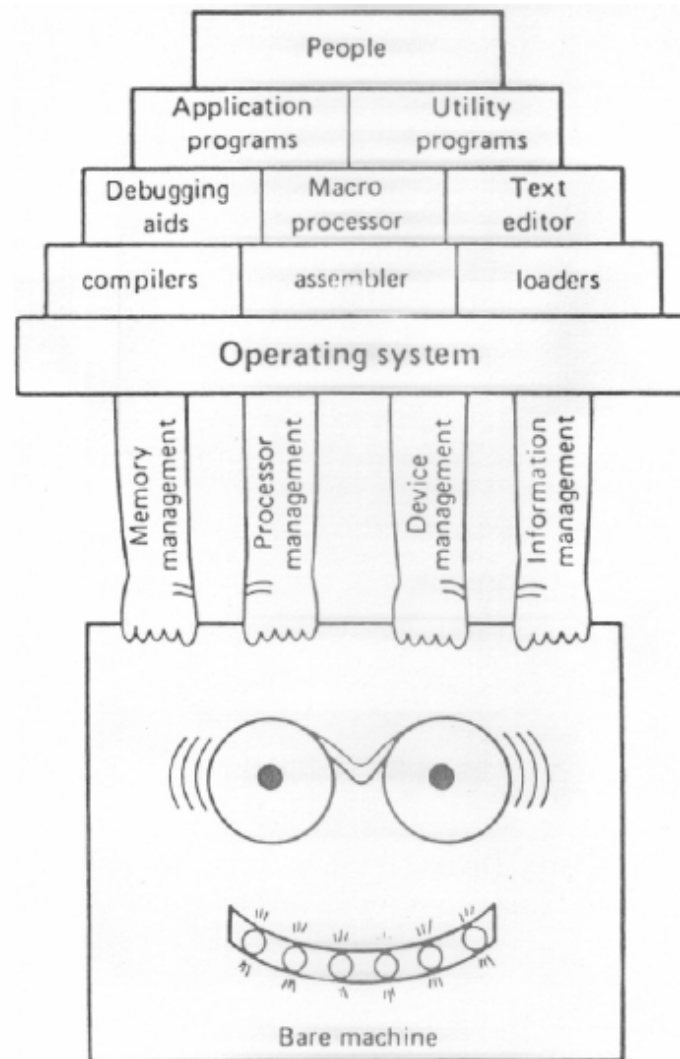 People
Application
programs
Utility
programs
Debugging
aids
Macro
processor
Text
editor
compilers
assembler
loaders
Operating system
Memory
management
Processor
management
Device
management
Information
management
Bare machine